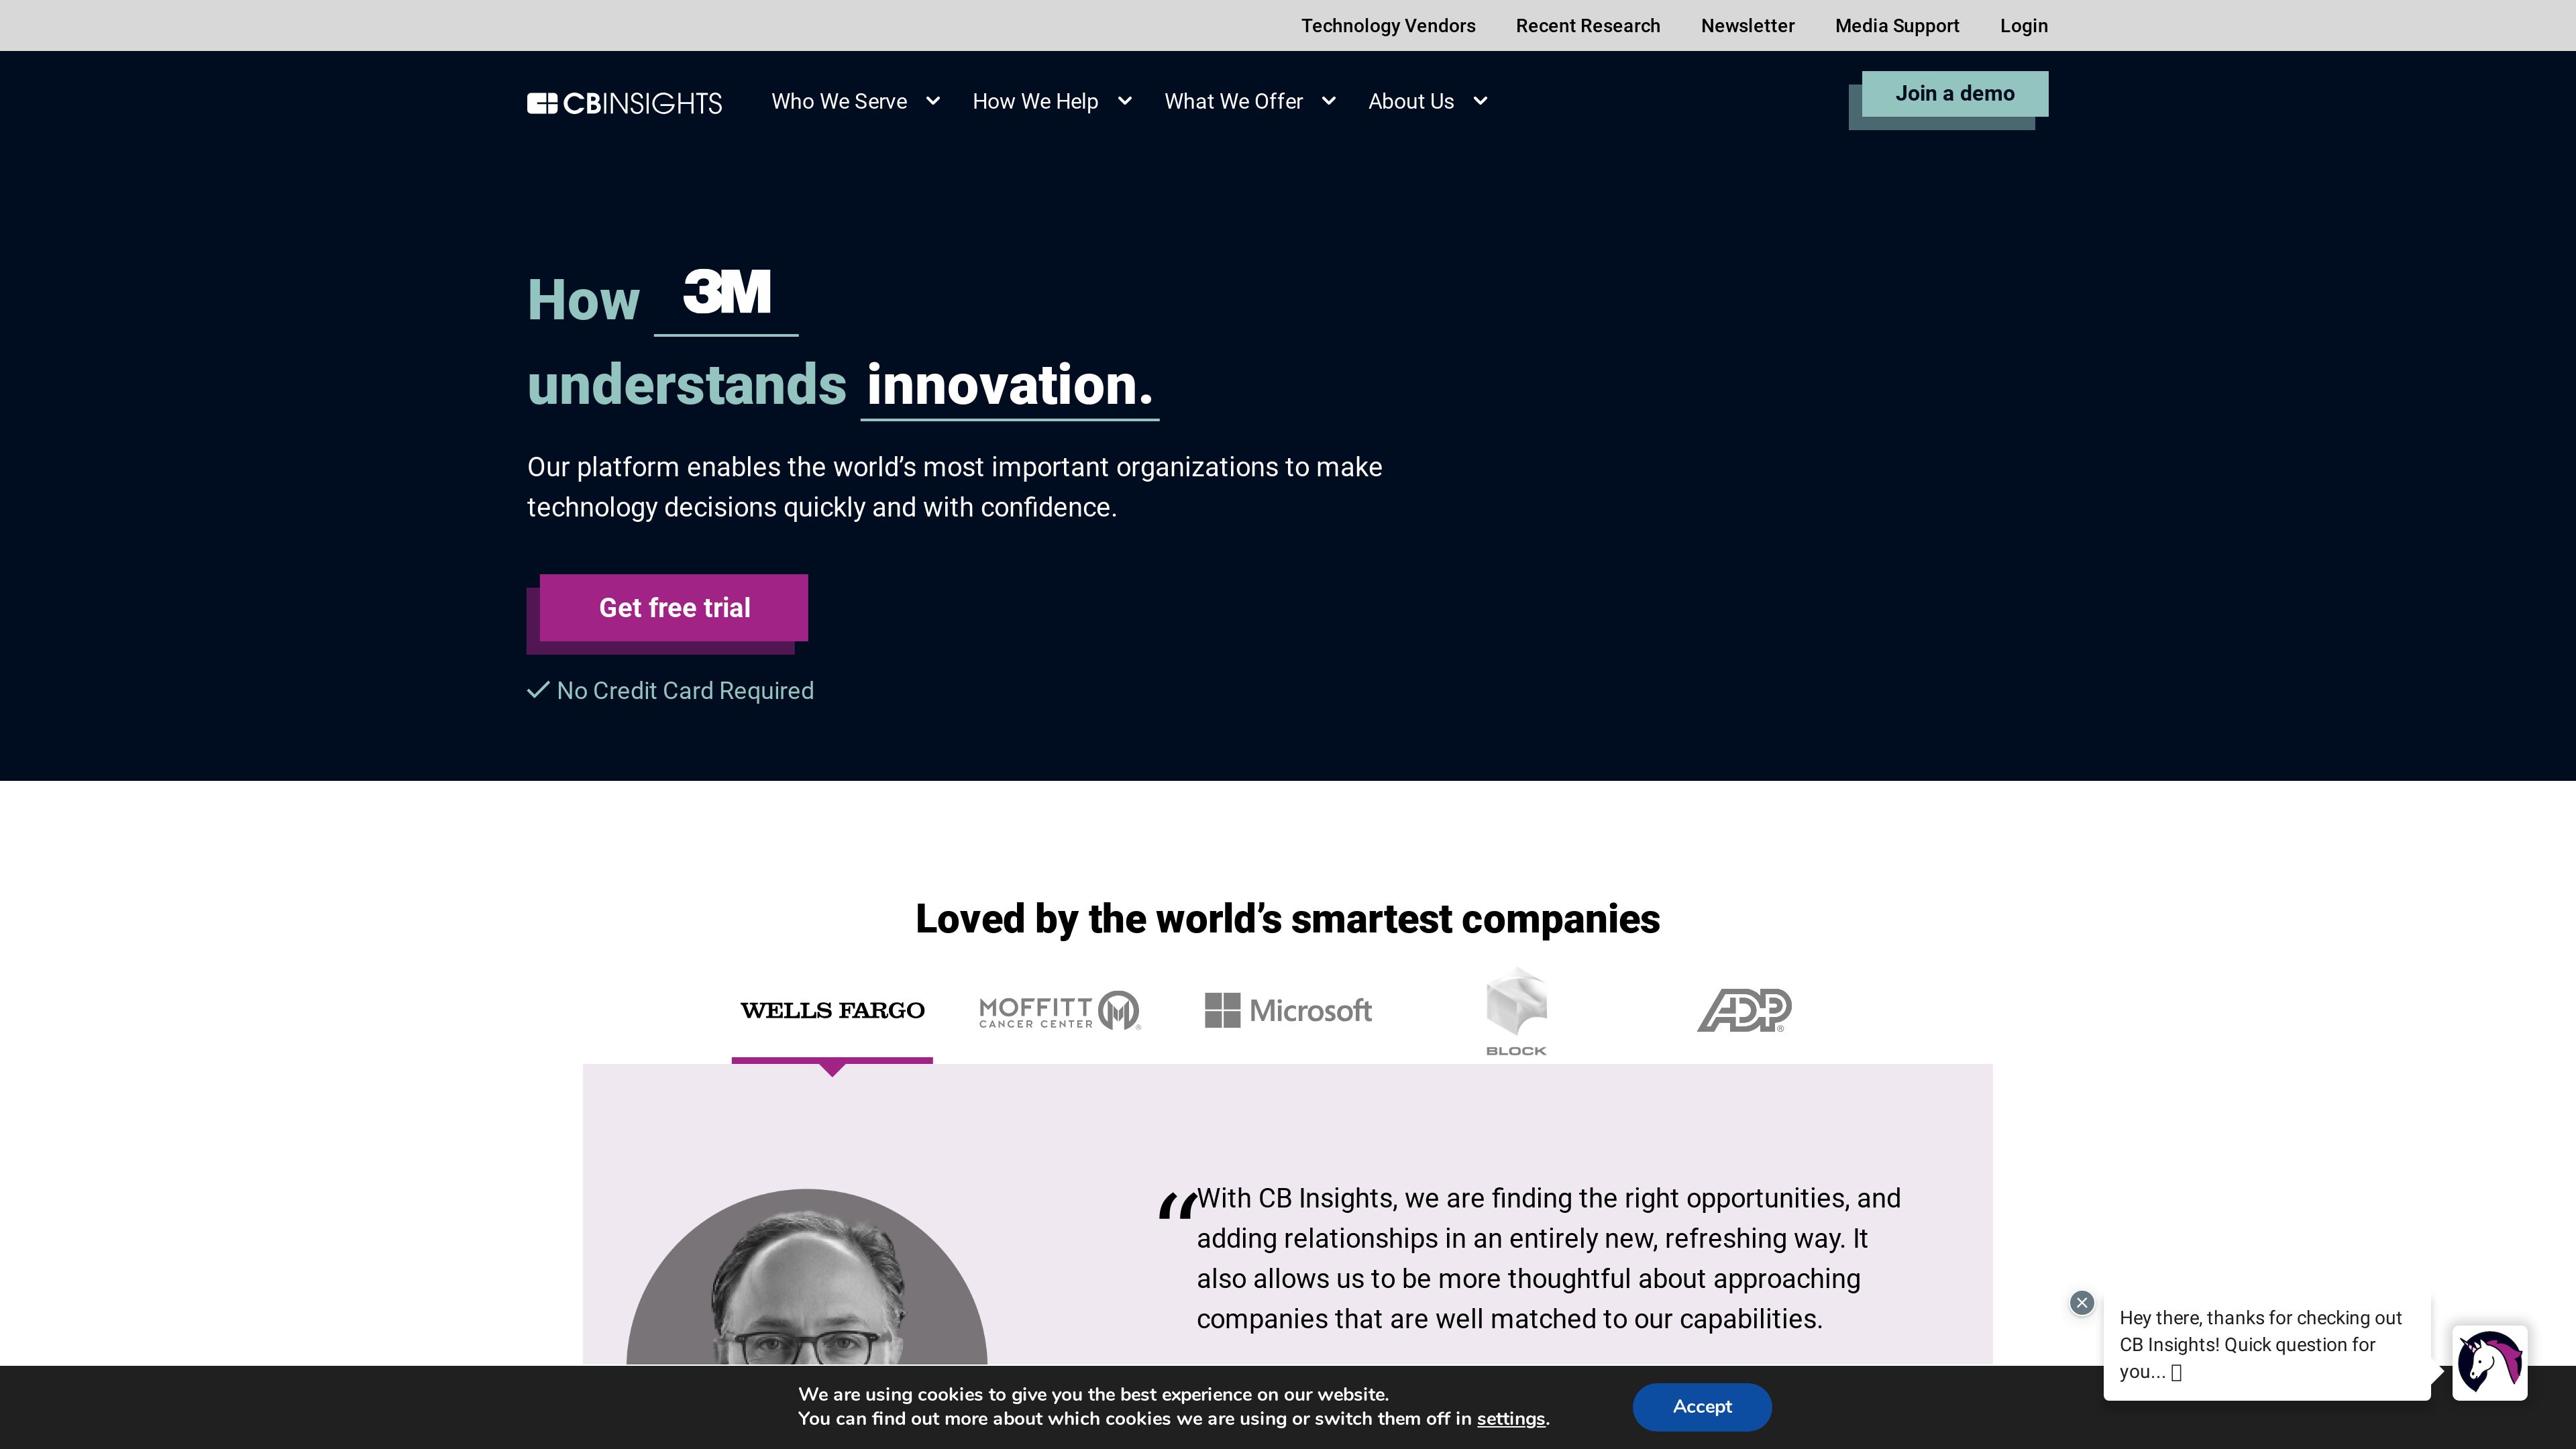 Technology Vendors
Recent Research
Newsletter
Media Support
Login
CBINSIGHTS
Who We Serve
How We Help
What We Offer
About Us
Join a demo
How 3M
understands innovation.
Our platform enables the world’s most important organizations to make
technology decisions quickly and with confidence.
Get free trial
No Credit Card Required
Loved by the world’s smartest companies
WELLS FARGO
MOFFITT
CANCER CENTER
Microsoft
BLOCK
ADP
“With CB Insights, we are finding the right opportunities, and
adding relationships in an entirely new, refreshing way. It
also allows us to be more thoughtful about approaching
companies that are well matched to our capabilities.
Hey there, thanks for checking out
CB Insights! Quick question for
you...
We are using cookies to give you the best experience on our website.
You can find out more about which cookies we are using or switch them off in settings.
Accept